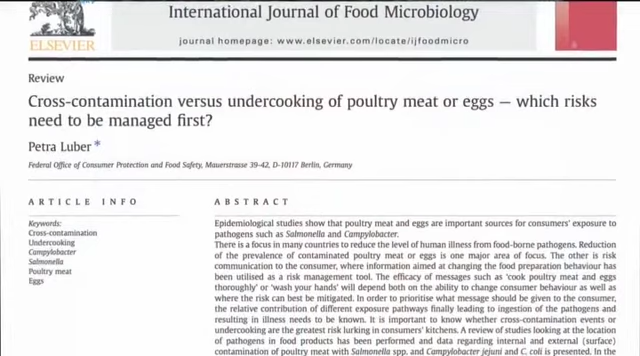 International Journal of Food Microbiology
ELSEVIER
journal homepage: www.elsevier.com/locate/ijfoodmicro
Review
Cross-contamination versus undercooking of poultry meat or eggs — which risks
need to be managed first?
Petra Luber *
Federal Office of Consumer Protection and Food Safety, Mauerstrasse 39-42, D-10117 Berlin, Germany
ARTICLE INFO
ABSTRACT
Keywords:
Cross-contamination
Undercooking
Campylobacter
Salmonella
Poultry meat
Eggs
Epidemiological studies show that poultry meat and eggs are important sources for consumers' exposure to
pathogens such as Salmonella and Campylobacter.
There is a focus in many countries to reduce the level of human illness from food-borne pathogens. Reduction
of the prevalence of contaminated poultry meat or eggs is one major area of focus. The other is risk
communication to the consumer, where information aimed at changing the food preparation behaviour has
been utilised as a risk management tool. The efficacy of messages such as 'cook poultry meat and eggs
thoroughly' or 'wash your hands' will depend both on the ability to change consumer behaviour as well as
where the risk can best be mitigated. In order to prioritise what message should be given to the consumer,
the relative contribution of different exposure pathways finally leading to ingestion of the pathogens and
resulting in illness needs to be known. It is important to know whether cross-contamination events or
undercooking are the greatest risk lurking in consumers' kitchens. A review of studies looking at the
location of pathogens in food products has been performed and data regarding internal and external (surface)
contamination of poultry meat with Salmonella spp. and Campylobacter jejuni and C. coli is presented. In the